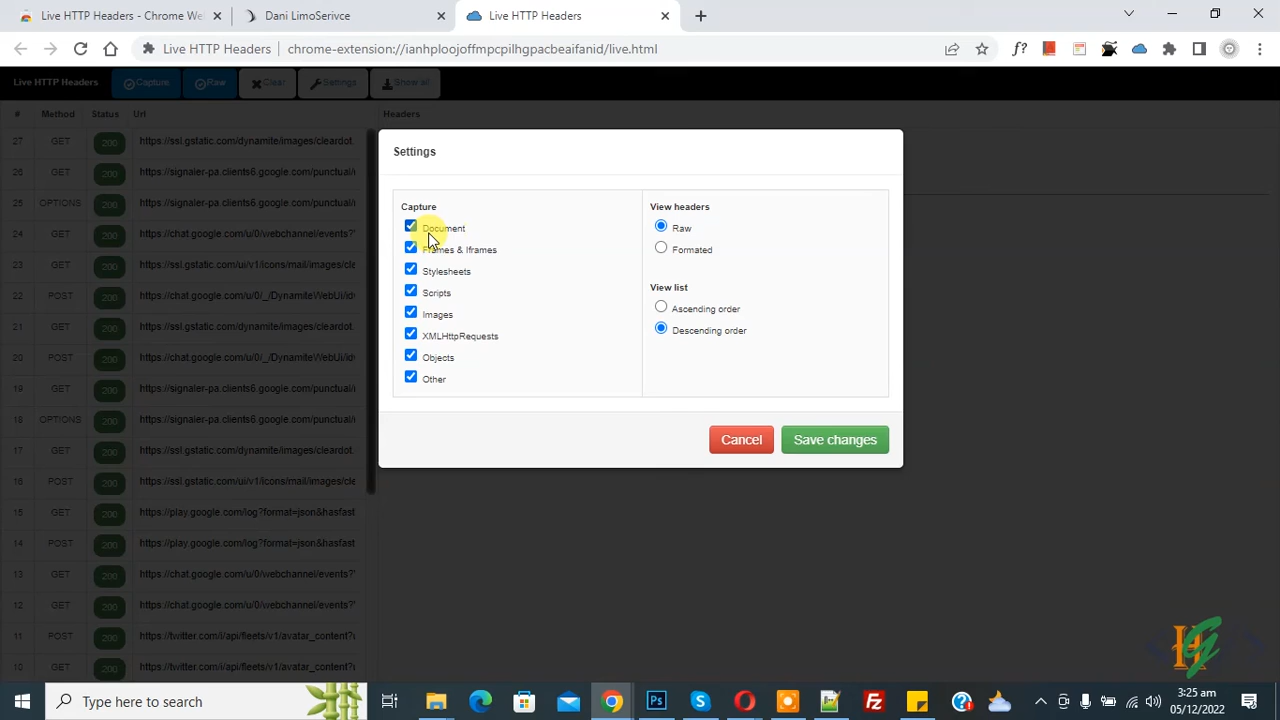 Live HTTP Headers - Chrome We
Dani LimoSerivce
Live HTTP Headers
Live HTTP Headers
chrome-extension://ianhploojoffmpcpilhgpacbeaifanid/live.html
Live HTTP Headers
Capture
Raw
Clear
Settings
Show all
# Method Status Url Headers
27 GET 200 https://ssl.gstatic.com/dynamite/images/cleardot.
26 GET 200 https://signaler-pa.clients6.google.com/punctual/
25 OPTIONS 200 https://signaler-pa.clients6.google.com/punctual/
24 GET 200 https://chat.google.com/u/0/webchannel/events?
23 GET 200 https://ssl.gstatic.com/ui/v1/icons/mail/images/cle
22 POST 200 https://chat.google.com/u/0/_/DynamiteWebUi/
21 GET 200 https://ssl.gstatic.com/dynamite/images/cleardot.
20 POST 200 https://chat.google.com/u/0/_/DynamiteWebUi/
19 GET 200 https://signaler-pa.clients6.google.com/punctual/
18 OPTIONS 200 https://signaler-pa.clients6.google.com/punctual/
17 GET 200 https://ssl.gstatic.com/dynamite/images/cleardot.
16 POST 200 https://ssl.gstatic.com/ui/v1/icons/mail/images/cle
15 GET 200 https://play.google.com/log?format=json&hasfast
14 POST 200 https://play.google.com/log?format=json&hasfast
13 GET 200 https://chat.google.com/u/0/webchannel/events?
12 GET 200 https://chat.google.com/u/0/webchannel/events?
11 POST 200 https://twitter.com/i/api/fleets/v1/avatar_content?
10 GET 200 https://twitter.com/i/api/fleets/v1/avatar_content?
Settings
Capture
Document
Frames & Iframes
Stylesheets
Scripts
Images
XMLHttpRequests
Objects
Other
View headers
Raw
Formated
View list
Ascending order
Descending order
Cancel
Save changes
Type here to search
3:25 am
05/12/2022